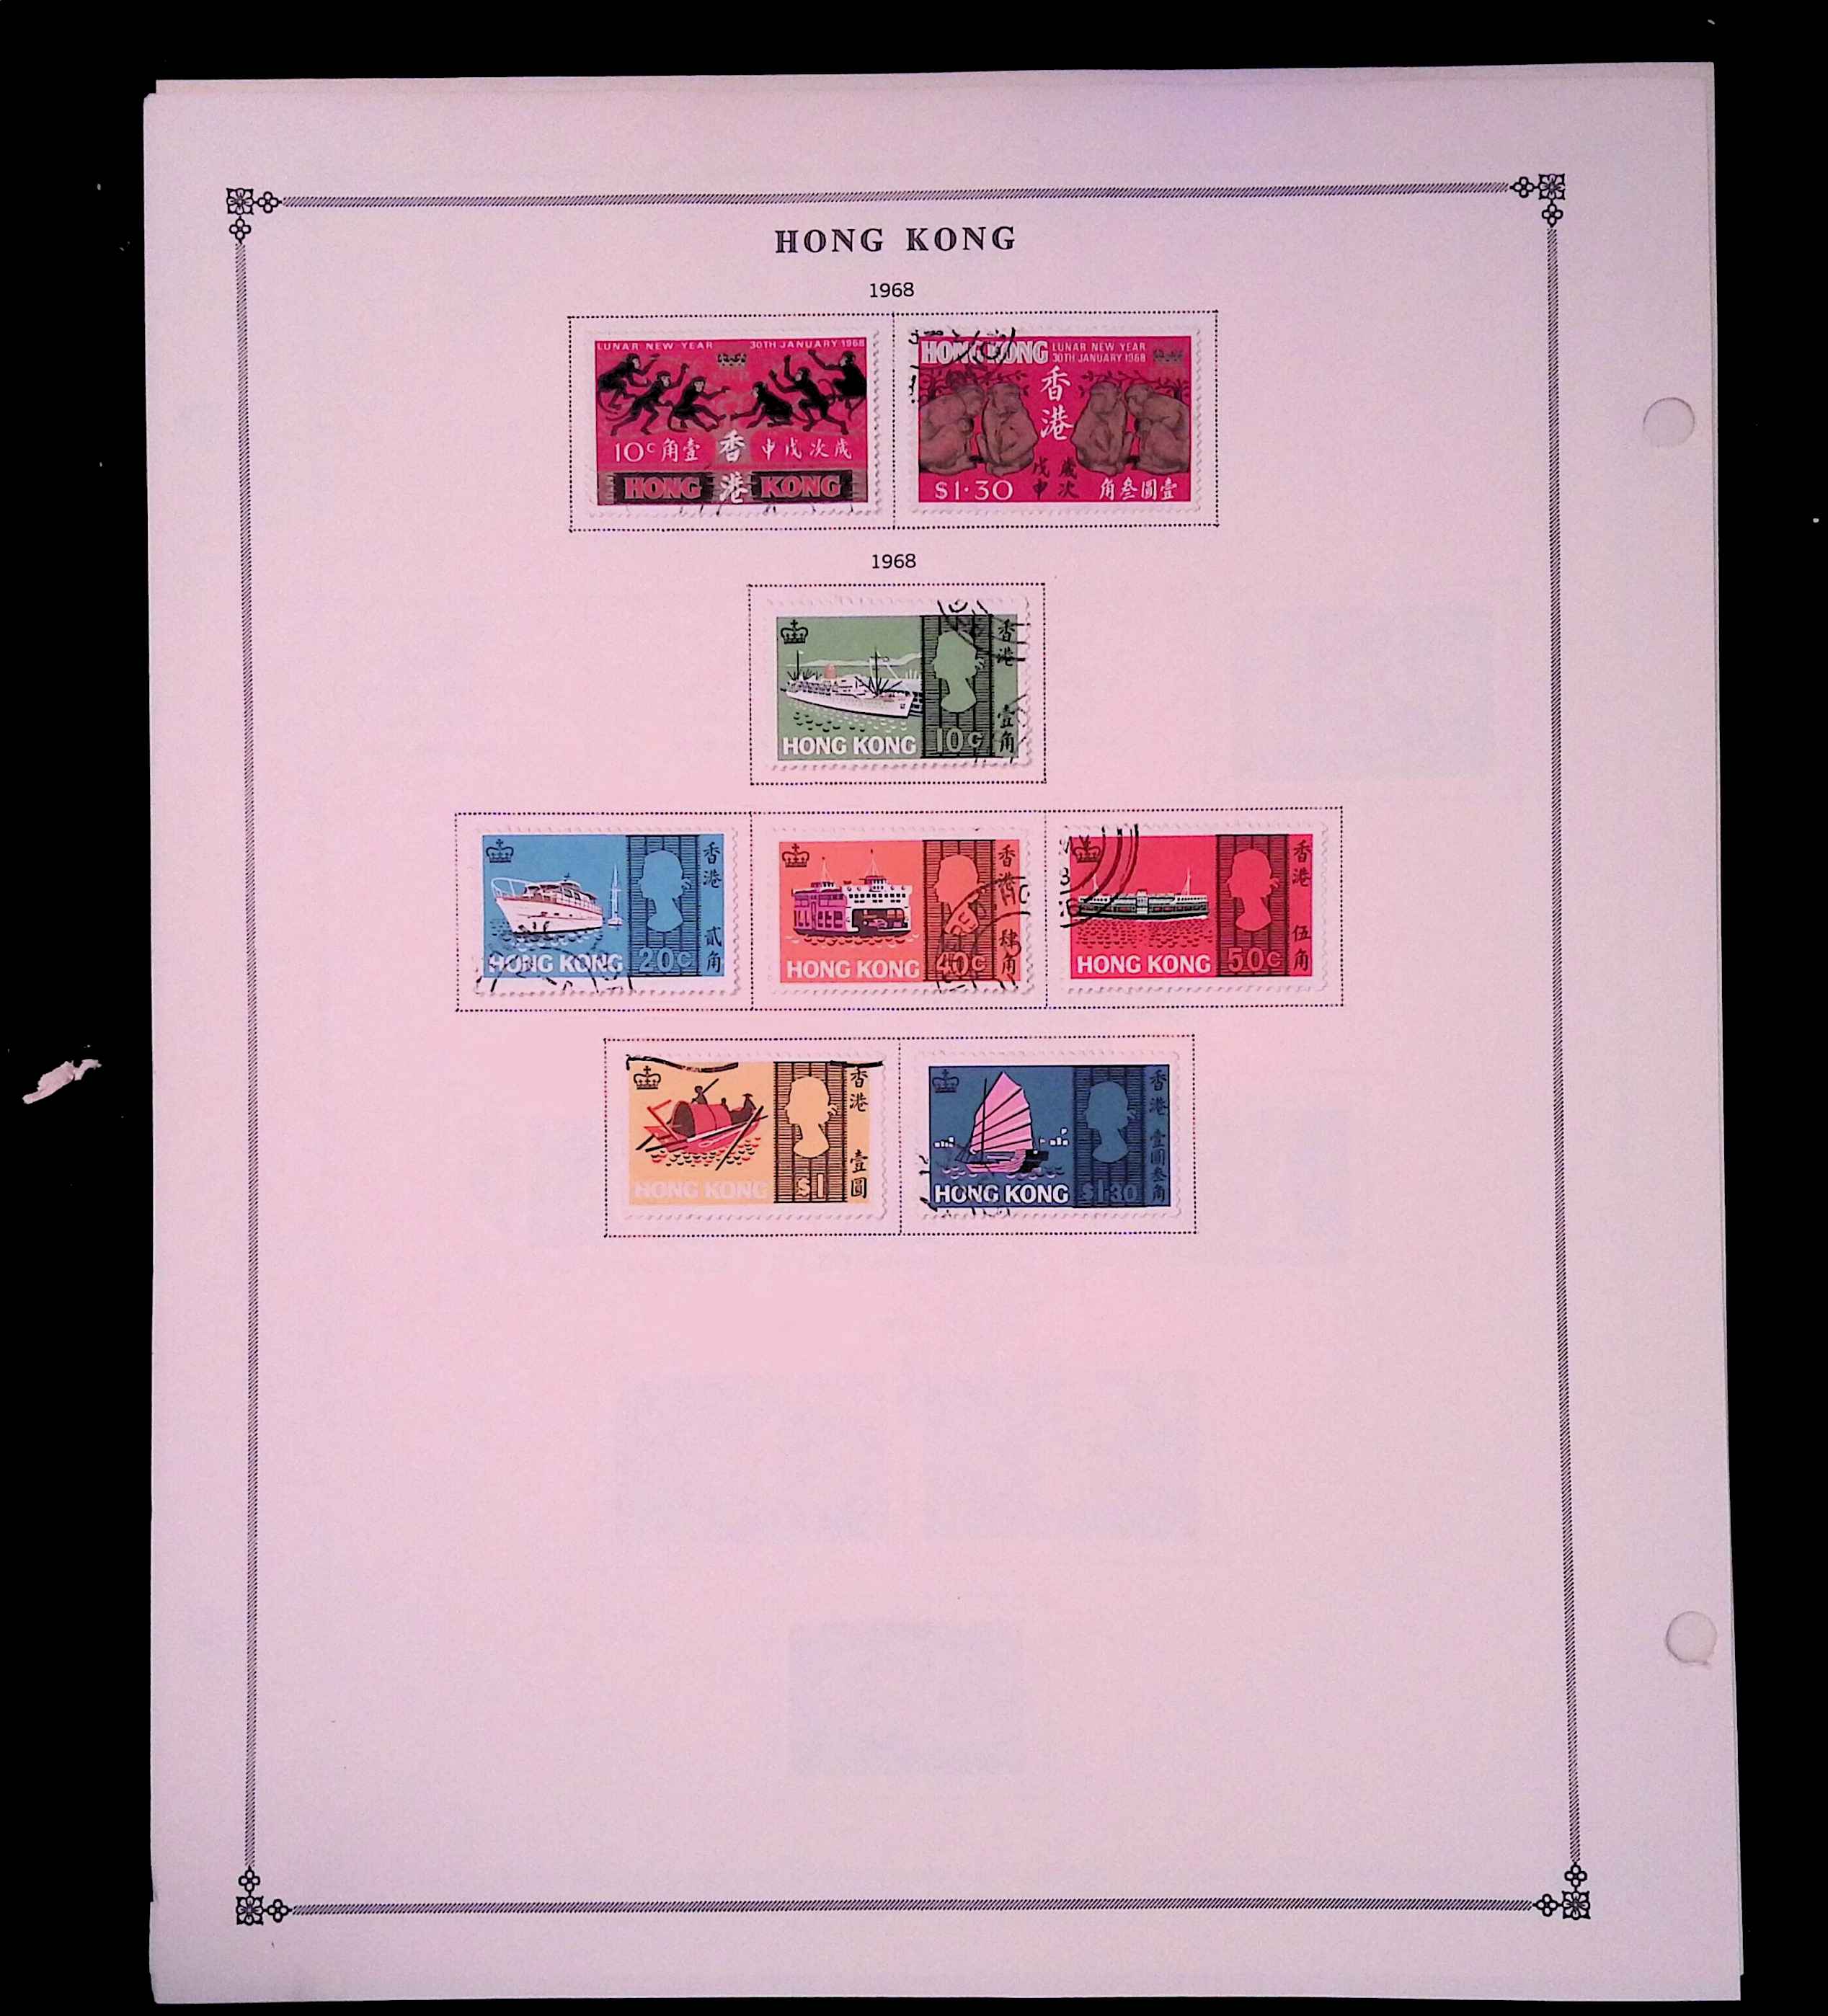 HONG KONG
1968
LUNAR NEW YEAR 30TH JANUARY 1968
10c 角壹 香 申戊次歲
HONG 港 KONG
HONG KONG LUNAR NEW YEAR
30TH JANUARY 1968
香
港
戊 歲
申 次
$1·30 角叁圓壹
1968
香
港
壹
角
HONG KONG 10c
香
港
貳
角
HONG KONG 20c
香
港
肆
角
HONG KONG 40c
香
港
伍
角
HONG KONG 50c
香
港
壹
圓
HONG KONG $1
香
港
壹
圓
叁
角
HONG KONG $1·30